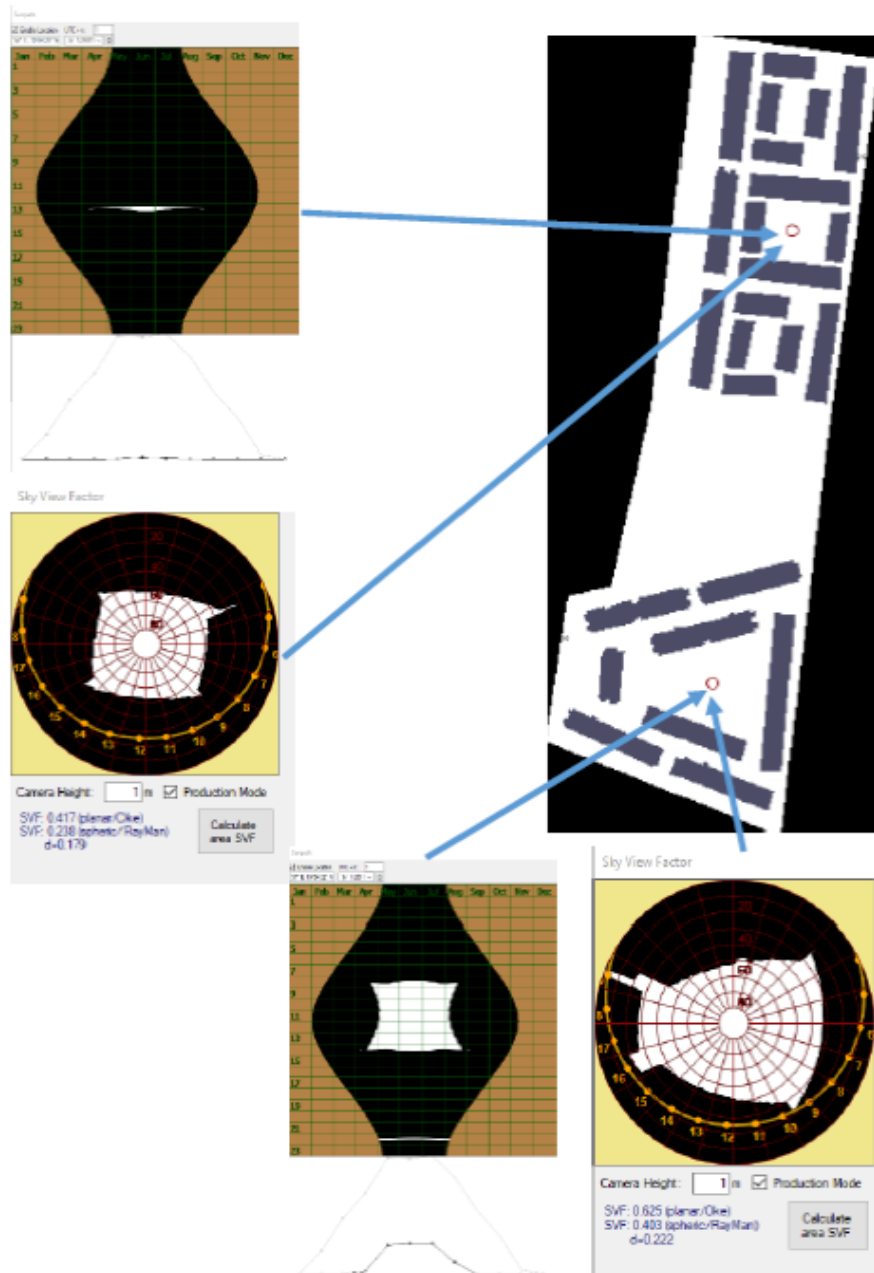 Sunpath
Jan Feb Mar Apr May Jun Jul Aug Sep Oct Nov Dec
1
3
5
7
9
11
13
15
17
19
21
23
Sky View Factor
20
40
60
80
17 16 15 14 13 12 11 10 9 8 7 6
Camera Height: 1 m Production Mode
SVF: 0.417 (planar/Oke)
SVF: 0.238 (spheric/RayMan)
d=0.179
Calculate
area SVF
Jan Feb Mar Apr May Jun Jul Aug Sep Oct Nov Dec
1
3
5
7
9
11
13
15
17
19
21
23
Sky View Factor
20
40
60
80
17 16 15 14 13 12 11 10 9 8 7 6
Camera Height: 1 m Production Mode
SVF: 0.625 (planar/Oke)
SVF: 0.403 (spheric/RayMan)
d=0.222
Calculate
area SVF